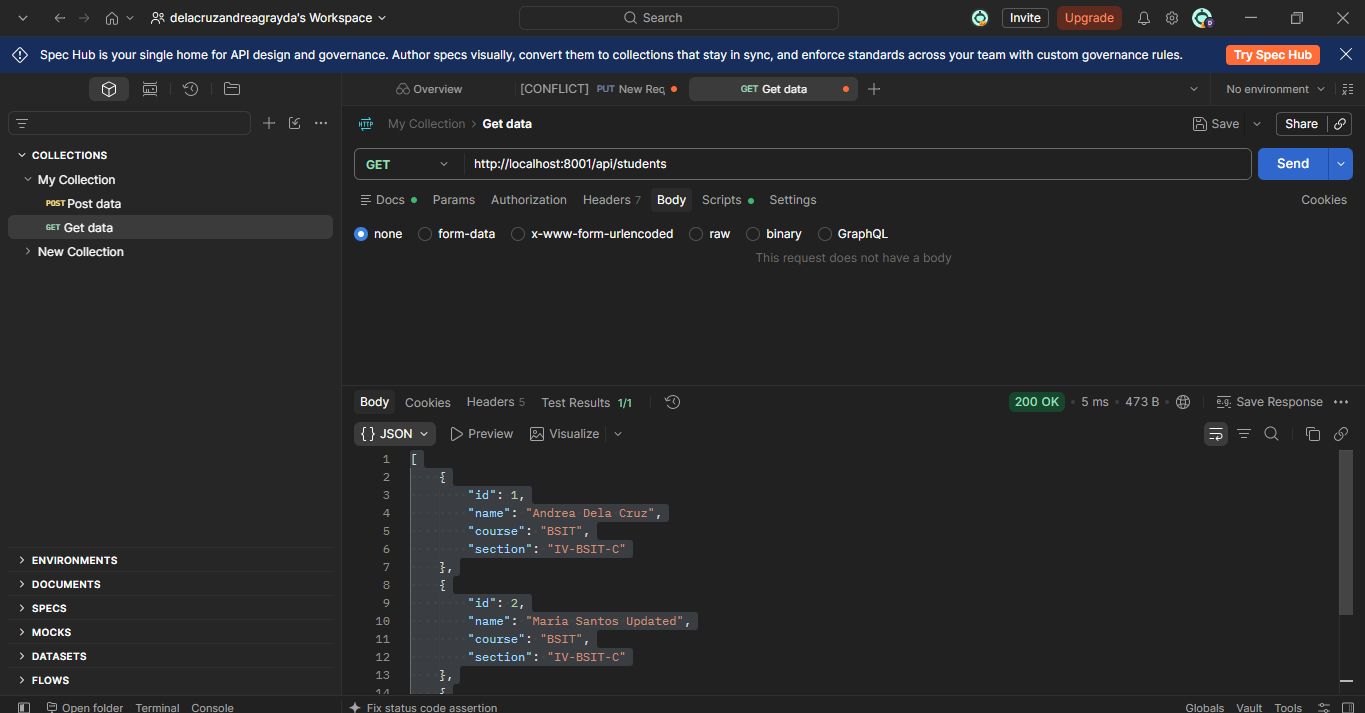 delacruzandreagrayda's Workspace
Search
Invite
Upgrade
D
Spec Hub is your single home for API design and governance. Author specs visually, convert them to collections that stay in sync, and enforce standards across your team with custom governance rules.
Try Spec Hub
Overview
[CONFLICT] PUT New Req
GET Get data
No environment
HTTP My Collection > Get data
Save
Share
COLLECTIONS
My Collection
POST Post data
GET Get data
New Collection
GET
http://localhost:8001/api/students
Send
Docs
Params
Authorization
Headers 7
Body
Scripts
Settings
Cookies
none
form-data
x-www-form-urlencoded
raw
binary
GraphQL
This request does not have a body
Body
Cookies
Headers 5
Test Results 1/1
200 OK
5 ms
473 B
e.g. Save Response
{} JSON
Preview
Visualize
1 [
2 {
3 "id": 1,
4 "name": "Andrea Dela Cruz",
5 "course": "BSIT",
6 "section": "IV-BSIT-C"
7 },
8 {
9 "id": 2,
10 "name": "Maria Santos Updated",
11 "course": "BSIT",
12 "section": "IV-BSIT-C"
13 },
14 {
ENVIRONMENTS
DOCUMENTS
SPECS
MOCKS
DATASETS
FLOWS
Open folder
Terminal
Console
Fix status code assertion
Globals
Vault
Tools